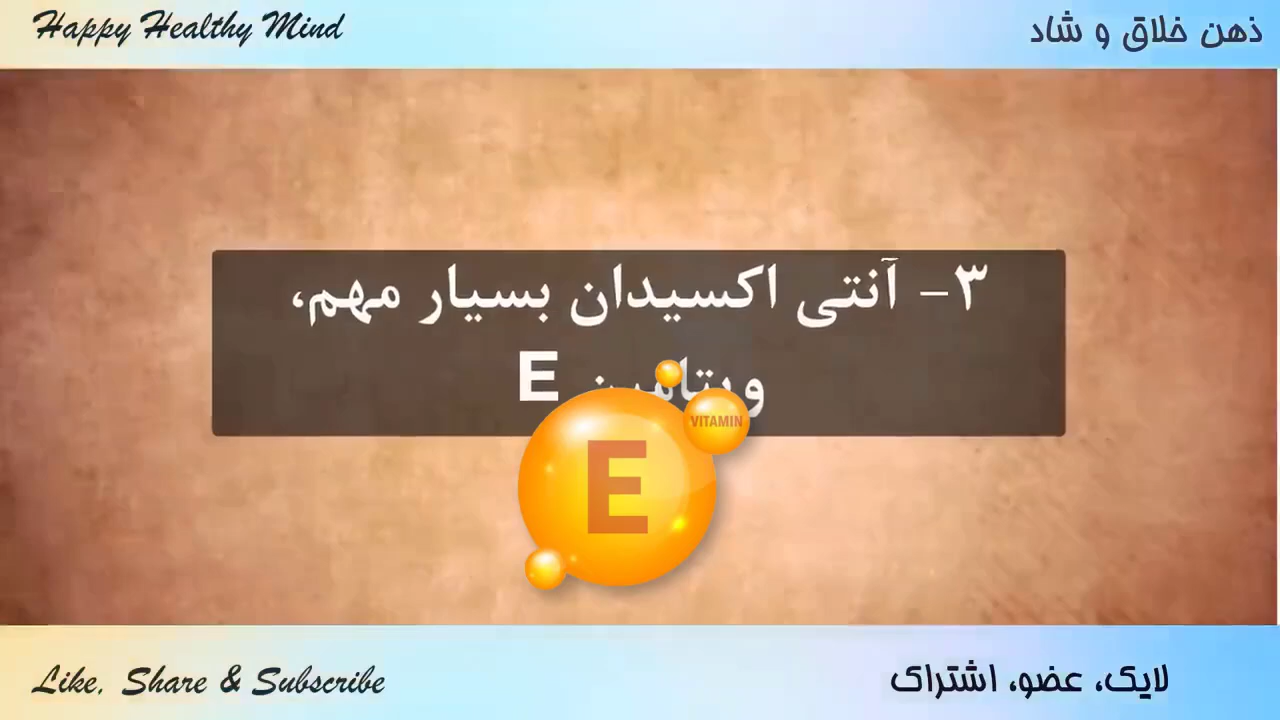 Happy Healthy Mind
ذهن خلاق و شاد
۳- آنتی اکسیدان بسیار مهم،
ویتامین E
VITAMIN
E
Like, Share & Subscribe
لایک، عضو، اشتراک